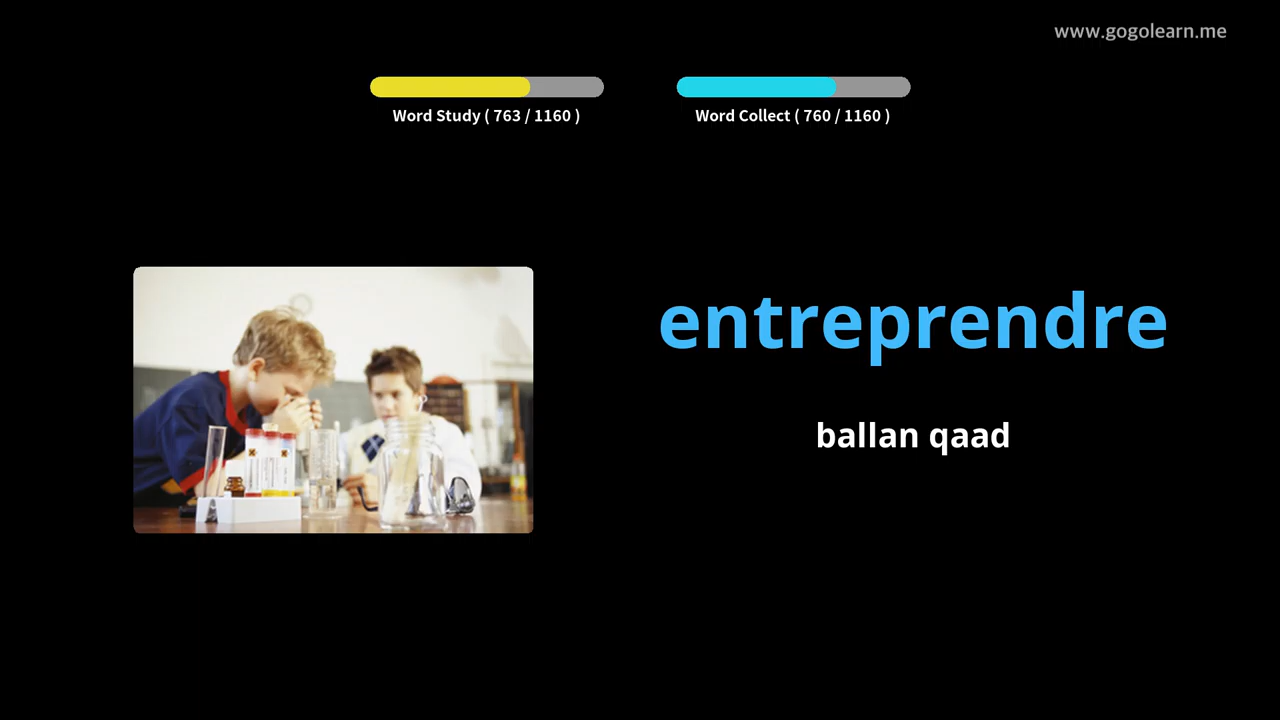 www.gogolearn.me
Word Study ( 763 / 1160 )
Word Collect ( 760 / 1160 )
entreprendre
ballan qaad